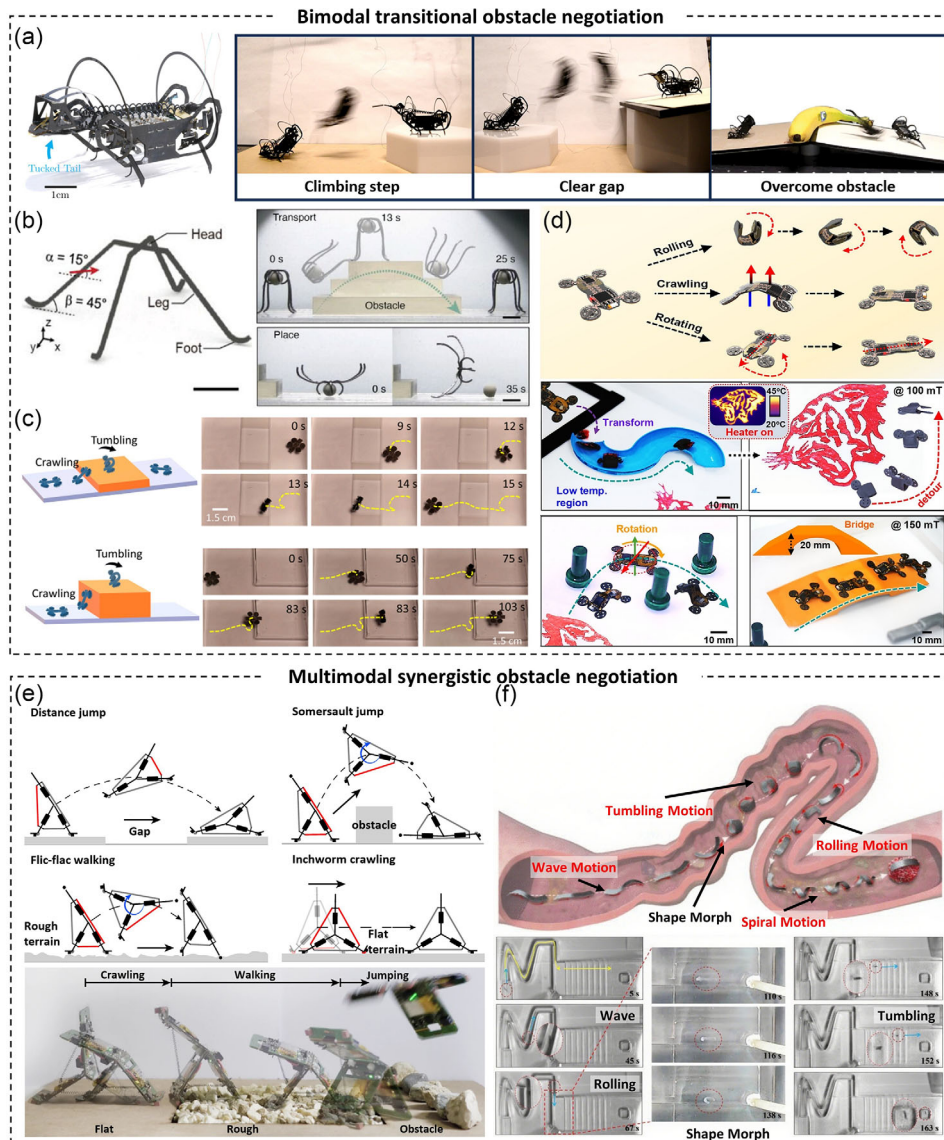 Bimodal transitional obstacle negotiation
(a)
Tucked Tail
1cm
Climbing step
Clear gap
Overcome obstacle
(b)
α = 15°
β = 45°
Head
Leg
Foot
z
y
x
Transport
0 s
13 s
25 s
Obstacle
Place
0 s
35 s
(c)
Tumbling
Crawling
0 s
9 s
12 s
13 s
14 s
15 s
1.5 cm
Tumbling
Crawling
0 s
50 s
75 s
83 s
83 s
103 s
1.5 cm
(d)
Rolling
Crawling
Rotating
Transform
Low temp.
region
45°C
20°C
Heater on
10 mm
@ 100 mT
detour
10 mm
Rotation
10 mm
@ 150 mT
Bridge
20 mm
10 mm
Multimodal synergistic obstacle negotiation
(e)
Distance jump
Gap
Somersault jump
obstacle
Flic-flac walking
Rough
terrain
Inchworm crawling
Flat
terrain
Crawling
Walking
Jumping
Flat
Rough
Obstacle
(f)
Tumbling Motion
Rolling Motion
Wave Motion
Shape Morph
Spiral Motion
5 s
Wave
45 s
Rolling
67 s
110 s
116 s
138 s
Shape Morph
148 s
Tumbling
152 s
163 s